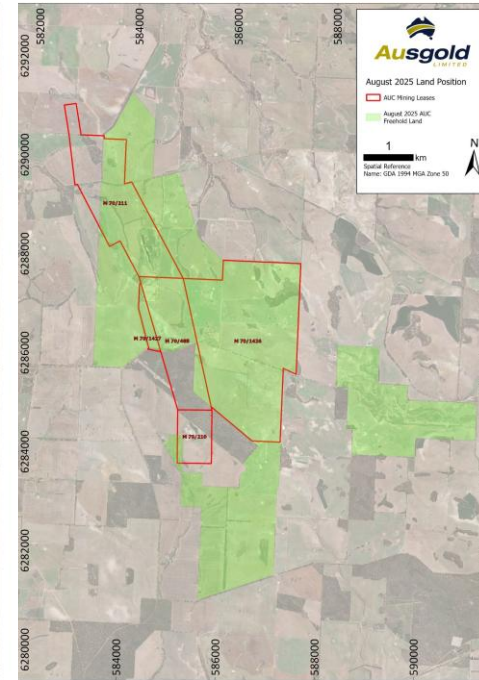 582000
584000
586000
588000
6292000
6290000
6288000
6286000
6284000
6282000
6280000
Ausgold
LIMITED
August 2025 Land Position
AUC Mining Leases
August 2025 AUC
Freehold Land
1
km
N
Spatial Reference
Name: GDA 1994 MGA Zone 50
M 70/211
M 70/1427
M 70/488
M 70/210
584000
586000
588000
590000